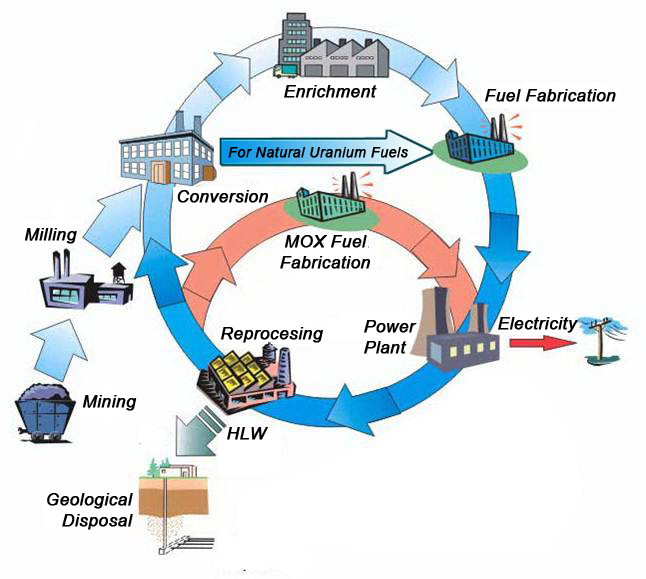 Enrichment
Fuel Fabrication
For Natural Uranium Fuels
Conversion
Milling
MOX Fuel
Fabrication
Reprocesing
Power
Plant
Electricity
Mining
HLW
Geological
Disposal